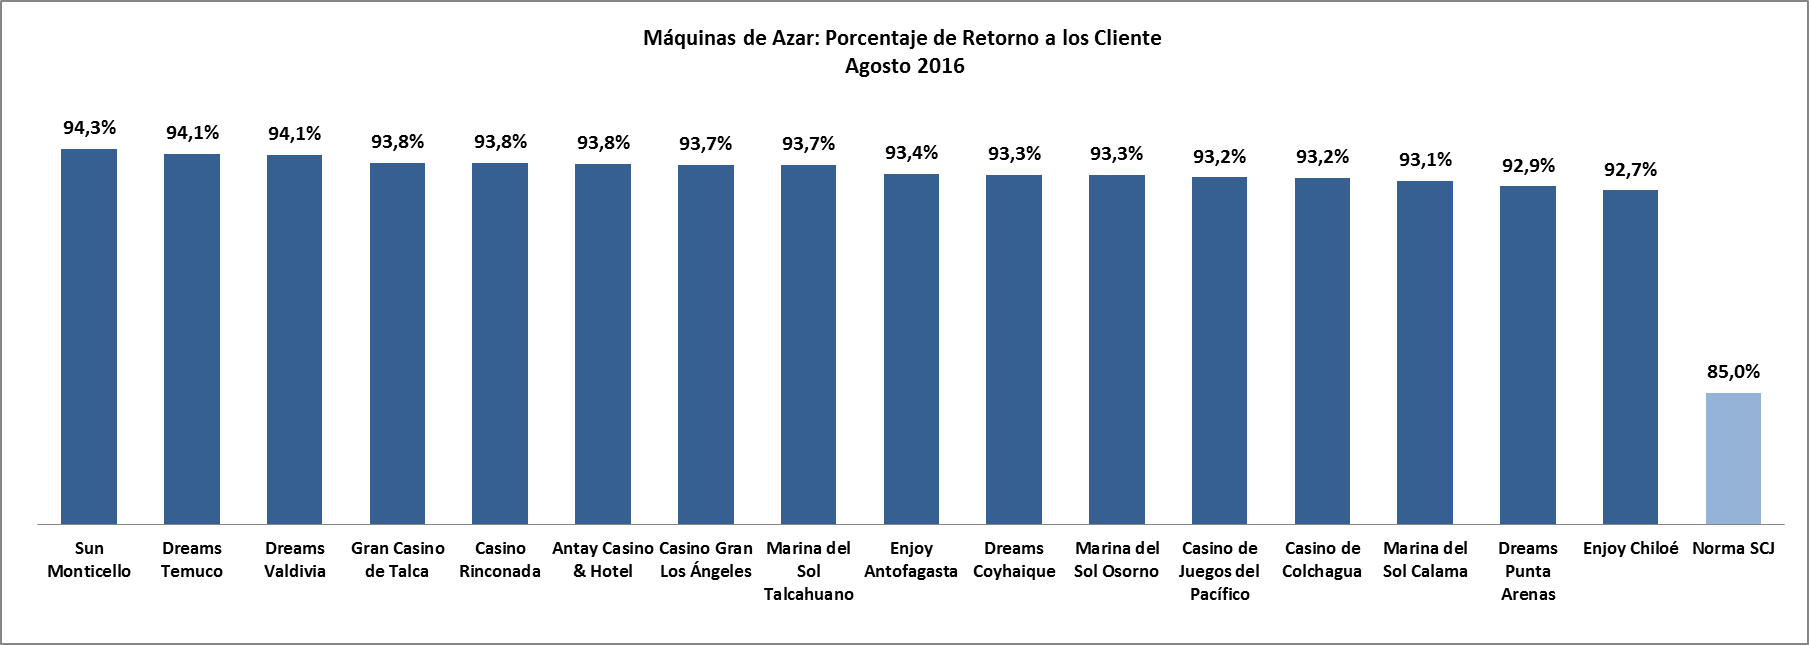 Máquinas de Azar: Porcentaje de Retorno a los Cliente
Agosto 2016
94,3%
94,1%
94,1%
93,8%
93,8%
93,8%
93,7%
93,7%
93,4%
93,3%
93,3%
93,2%
93,2%
93,1%
92,9%
92,7%
85,0%
Sun
Monticello
Dreams
Temuco
Dreams
Valdivia
Gran Casino
de Talca
Casino
Rinconada
Antay Casino
& Hotel
Casino Gran
Los Ángeles
Marina del
Sol
Talcahuano
Enjoy
Antofagasta
Dreams
Coyhaique
Marina del
Sol Osorno
Casino de
Juegos del
Pacífico
Casino de
Colchagua
Marina del
Sol Calama
Dreams
Punta
Arenas
Enjoy Chiloé
Norma SCJ